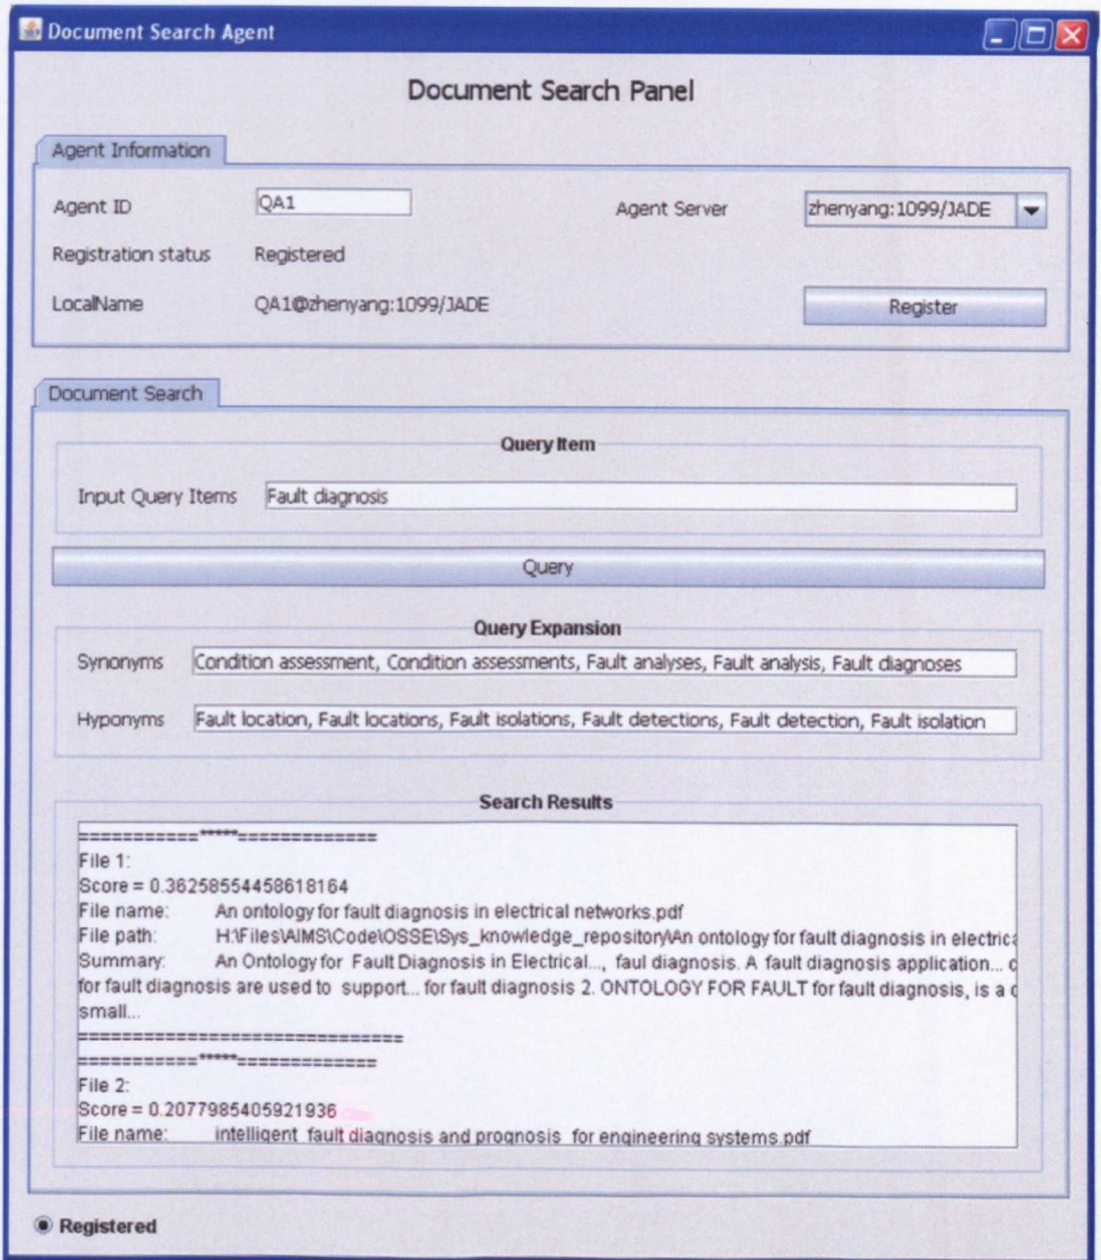 Document Search Agent
Document Search Panel
Agent Information
Agent ID QA1 Agent Server zhenyang:1099/JADE
Registration status Registered
LocalName QA1@zhenyang:1099/JADE Register
Document Search
Query Item
Input Query Items Fault diagnosis
Query
Query Expansion
Synonyms Condition assessment, Condition assessments, Fault analyses, Fault analysis, Fault diagnoses
Hyponyms Fault location, Fault locations, Fault isolations, Fault detections, Fault detection, Fault isolation
Search Results
===========*****=============
File 1:
Score = 0.36258554458618164
File name: An ontology for fault diagnosis in electrical networks.pdf
File path: H:\Files\AIMS\Code\OSSE\Sys_knowledge_repository\An ontology for fault diagnosis in electrica
Summary: An Ontology for Fault Diagnosis in Electrical..., faul diagnosis. A fault diagnosis application...
for fault diagnosis are used to support... for fault diagnosis 2. ONTOLOGY FOR FAULT for fault diagnosis, is a
small...
==============================
===========*****=============
File 2:
Score = 0.2077985405921936
File name: intelligent fault diagnosis and prognosis for engineering systems.pdf
Registered